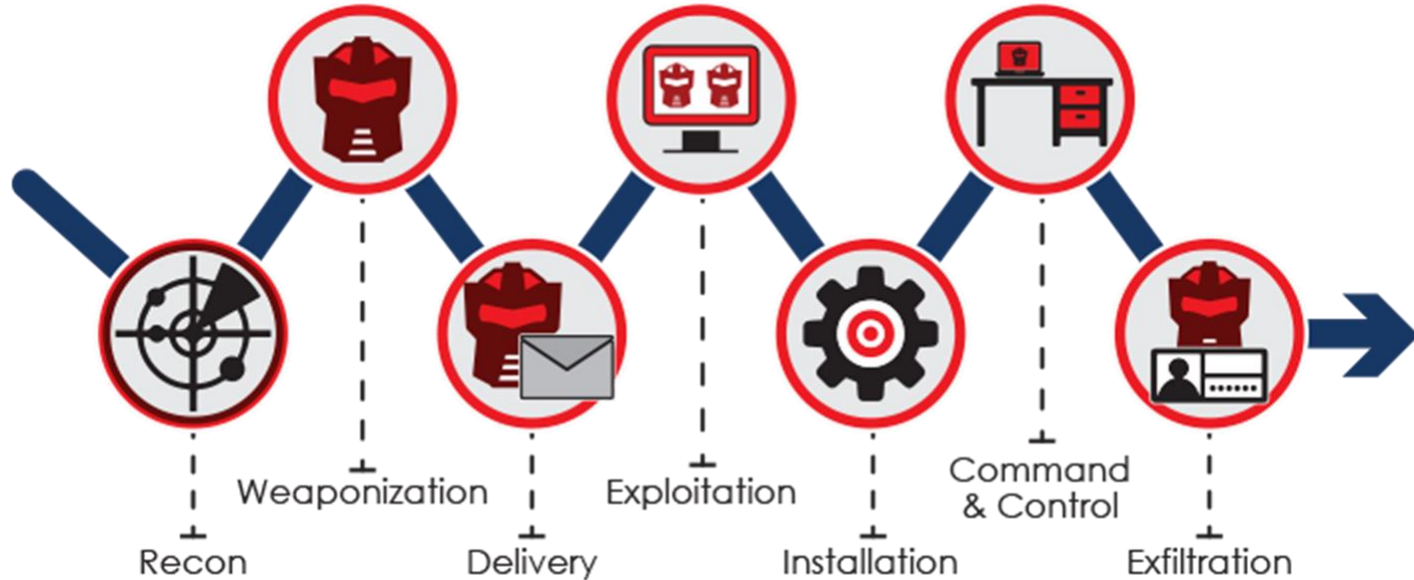 Recon
Weaponization
Delivery
Exploitation
Installation
Command
& Control
Exfiltration